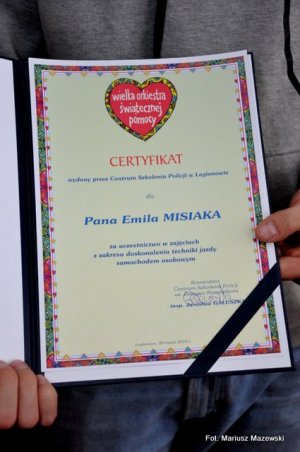 wielka orkiestra
świątecznej
pomocy
CERTYFIKAT
wydany przez Centrum Szkolenia Policji w Legionowie
dla
Pana Emila MISIAKA
za uczestnictwo w zajęciach
z zakresu doskonalenia techniki jazdy
samochodem osobowym
Komendant
Centrum Szkolenia Policji
insp. Jarosław
Legionowo,
Fot. Mariusz Mazewski